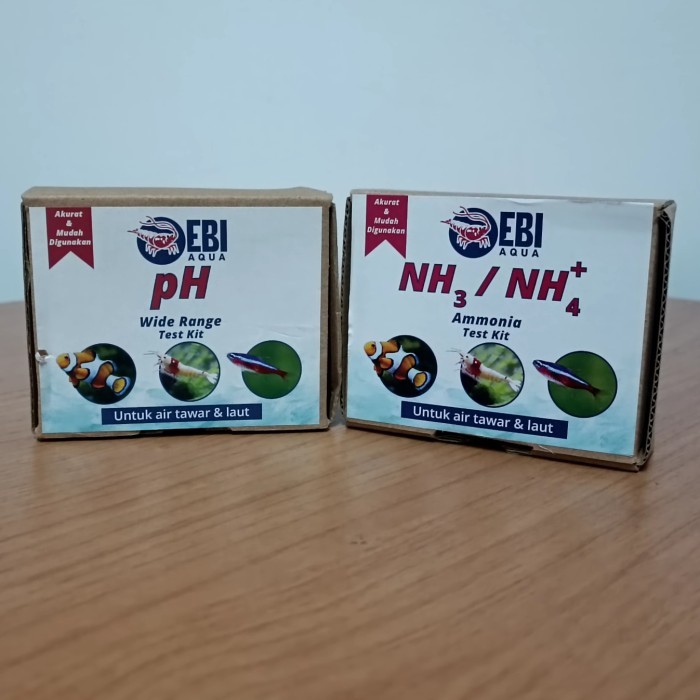 Akurat
&
Mudah
Digunakan
EBI
AQUA
pH
Wide Range
Test Kit
Untuk air tawar & laut
Akurat
&
Mudah
Digunakan
EBI
AQUA
NH₃ / NH₄⁺
Ammonia
Test Kit
Untuk air tawar & laut